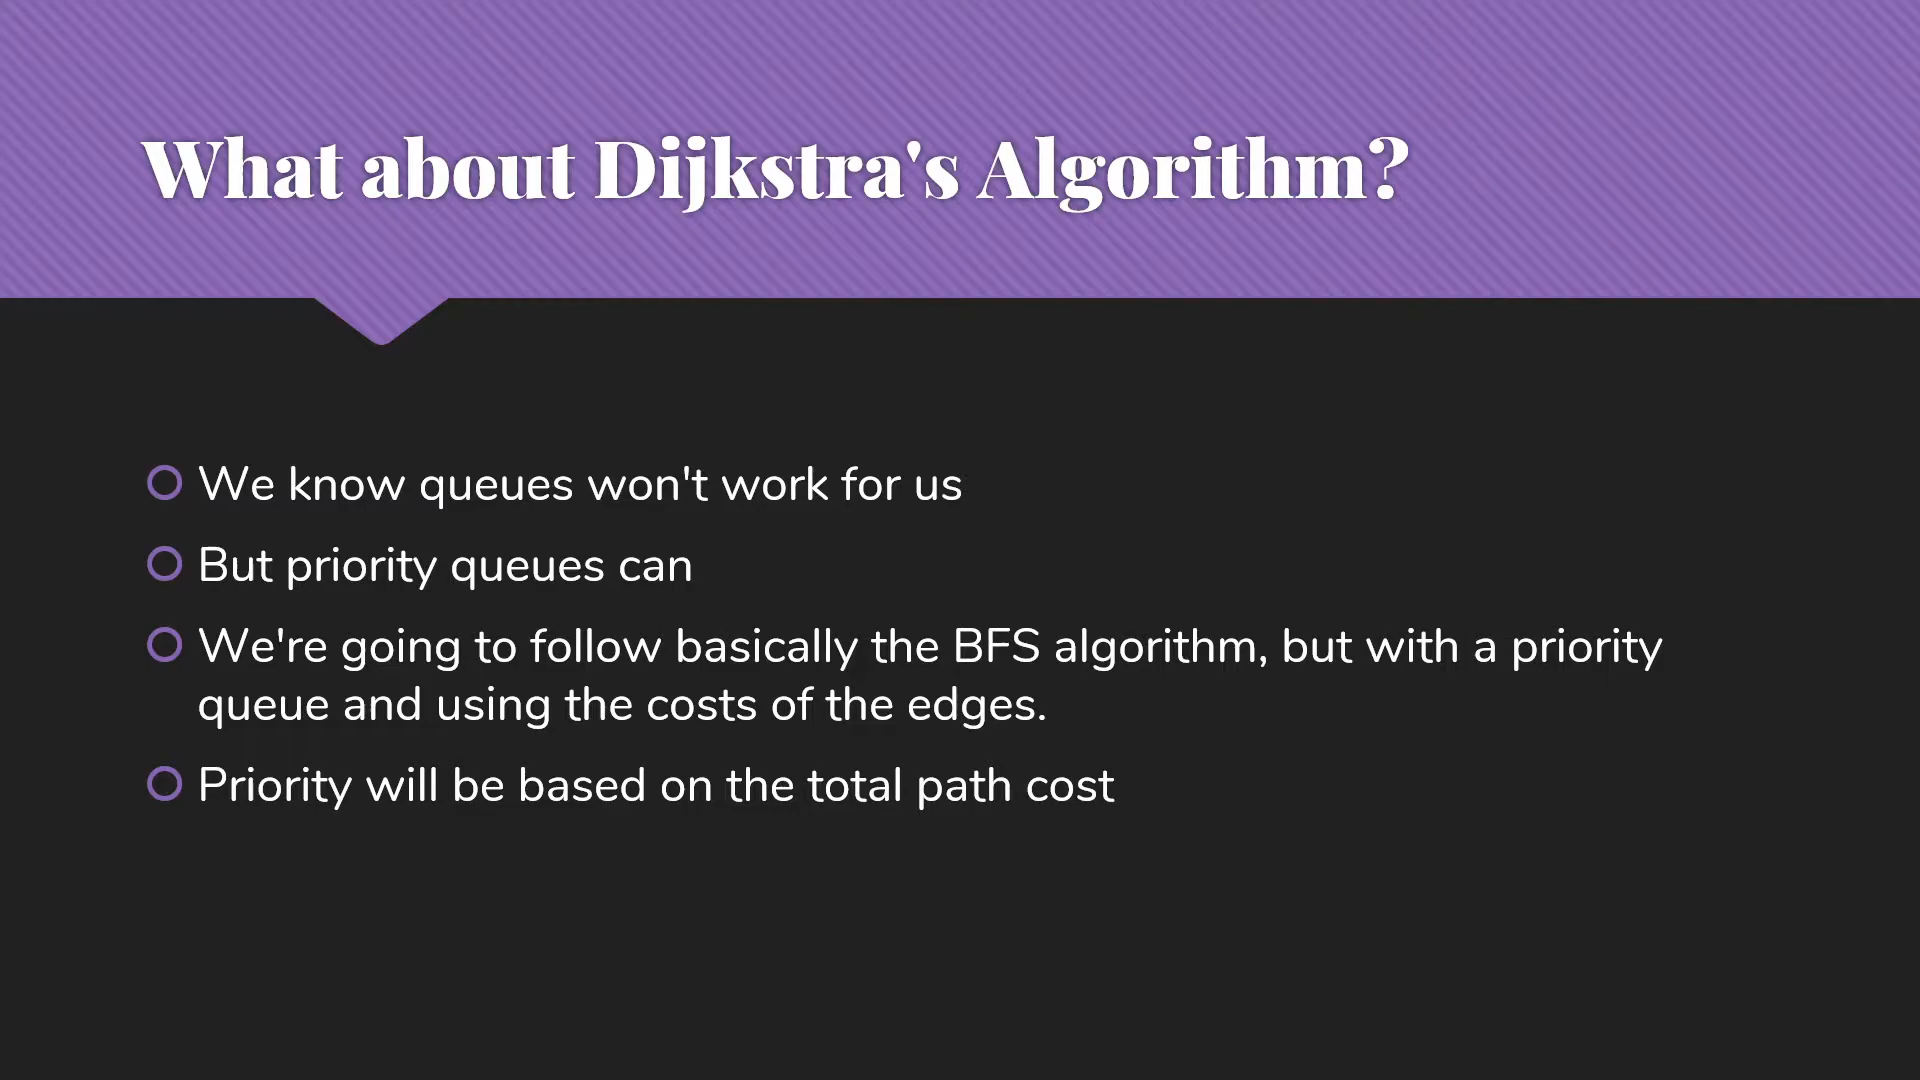 What about Dijkstra's Algorithm?
We know queues won't work for us
But priority queues can
We're going to follow basically the BFS algorithm, but with a priority
queue and using the costs of the edges.
Priority will be based on the total path cost